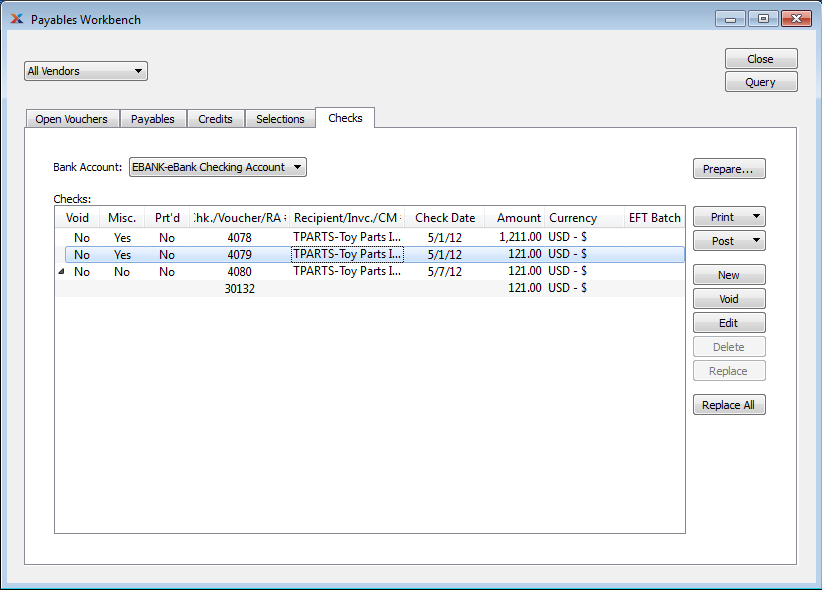 Payables Workbench
All Vendors
Close
Query
Open Vouchers Payables Credits Selections Checks
Bank Account: EBANK-eBank Checking Account
Prepare...
Checks:
Void Misc. Prt'd hk./Voucher/RA # Recipient/Invc./CM Check Date Amount Currency EFT Batch
No Yes No 4078 TPARTS-Toy Parts I... 5/1/12 1,211.00 USD - $
No Yes No 4079 TPARTS-Toy Parts I... 5/1/12 121.00 USD - $
No No No 4080 TPARTS-Toy Parts I... 5/7/12 121.00 USD - $
30132 121.00 USD - $
Print
Post
New
Void
Edit
Delete
Replace
Replace All